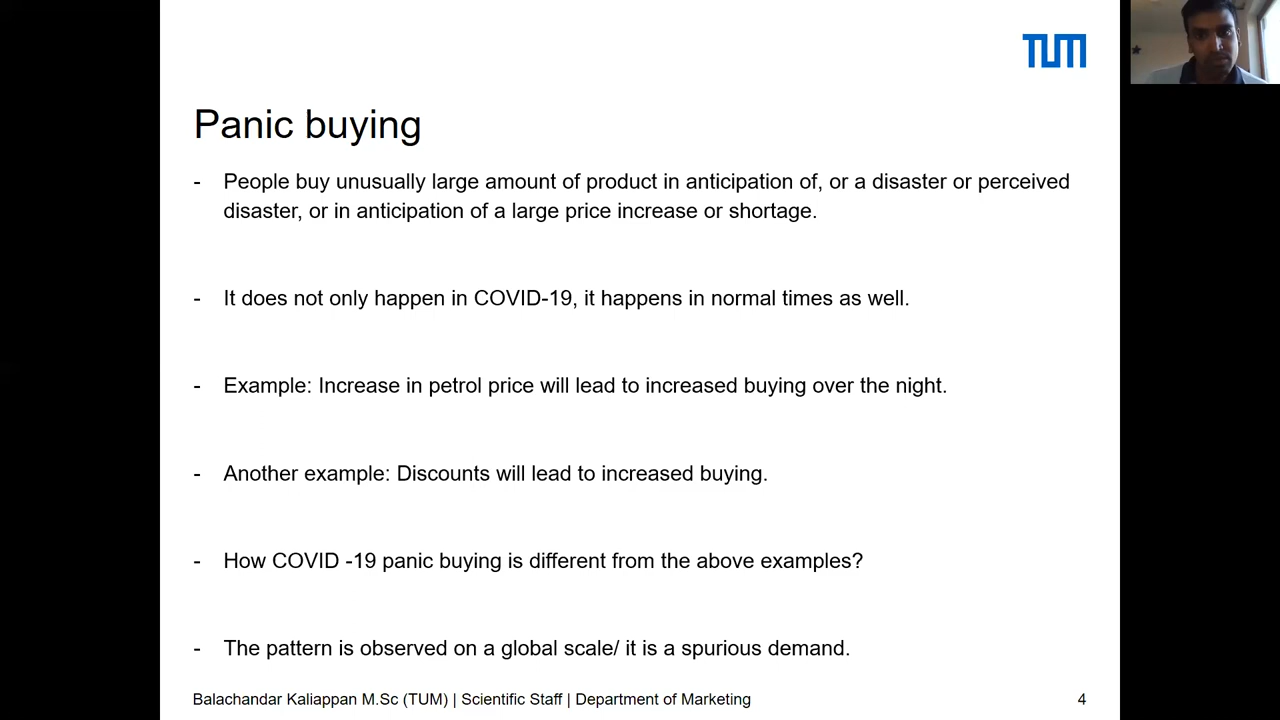 TUM
Panic buying
- People buy unusually large amount of product in anticipation of, or a disaster or perceived
disaster, or in anticipation of a large price increase or shortage.
- It does not only happen in COVID-19, it happens in normal times as well.
- Example: Increase in petrol price will lead to increased buying over the night.
- Another example: Discounts will lead to increased buying.
- How COVID -19 panic buying is different from the above examples?
- The pattern is observed on a global scale/ it is a spurious demand.
Balachandar Kaliappan M.Sc (TUM) | Scientific Staff | Department of Marketing 4